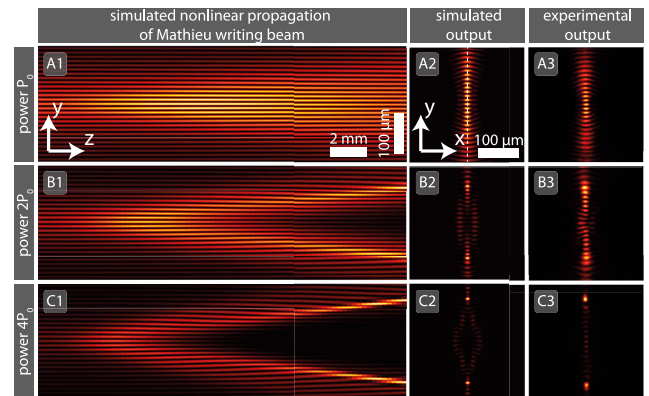 simulated nonlinear propagation
of Mathieu writing beam
simulated
output
experimental
output
power P₀
A1
y
z
2 mm
100 µm
A2
y
x
100 µm
A3
power 2P₀
B1
B2
B3
power 4P₀
C1
C2
C3